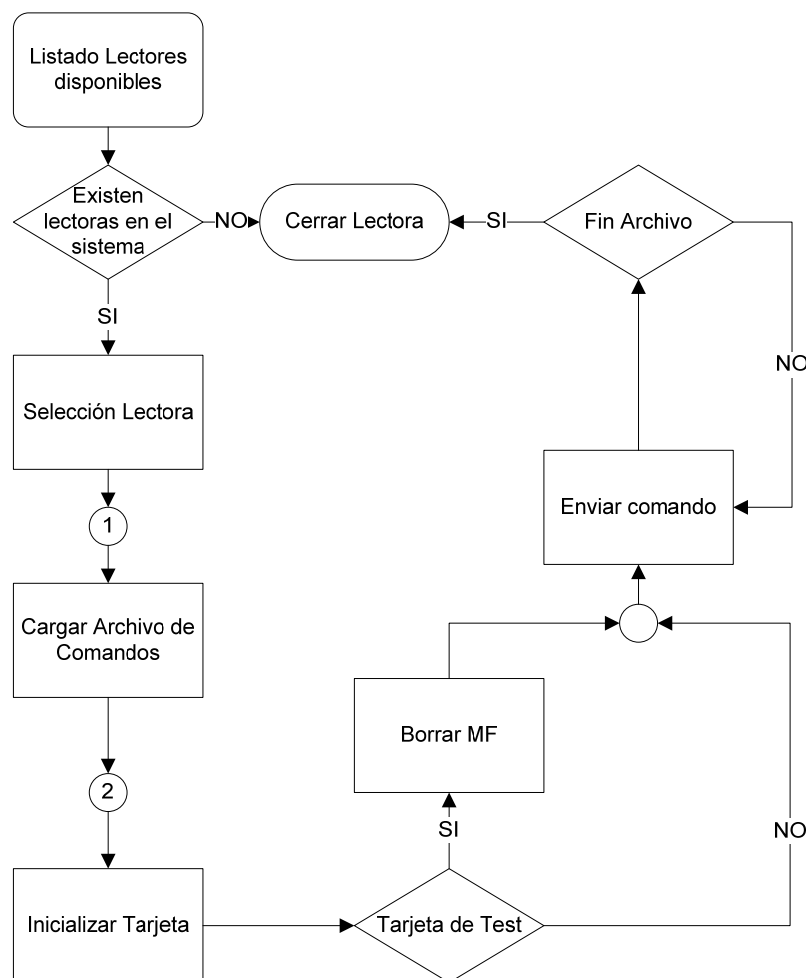 Listado Lectores
disponibles
Existen
lectoras en el
sistema
NO
Cerrar Lectora
SI
Fin Archivo
SI
NO
Selección Lectora
Enviar comando
1
Cargar Archivo de
Comandos
Borrar MF
2
SI
NO
Inicializar Tarjeta
Tarjeta de Test